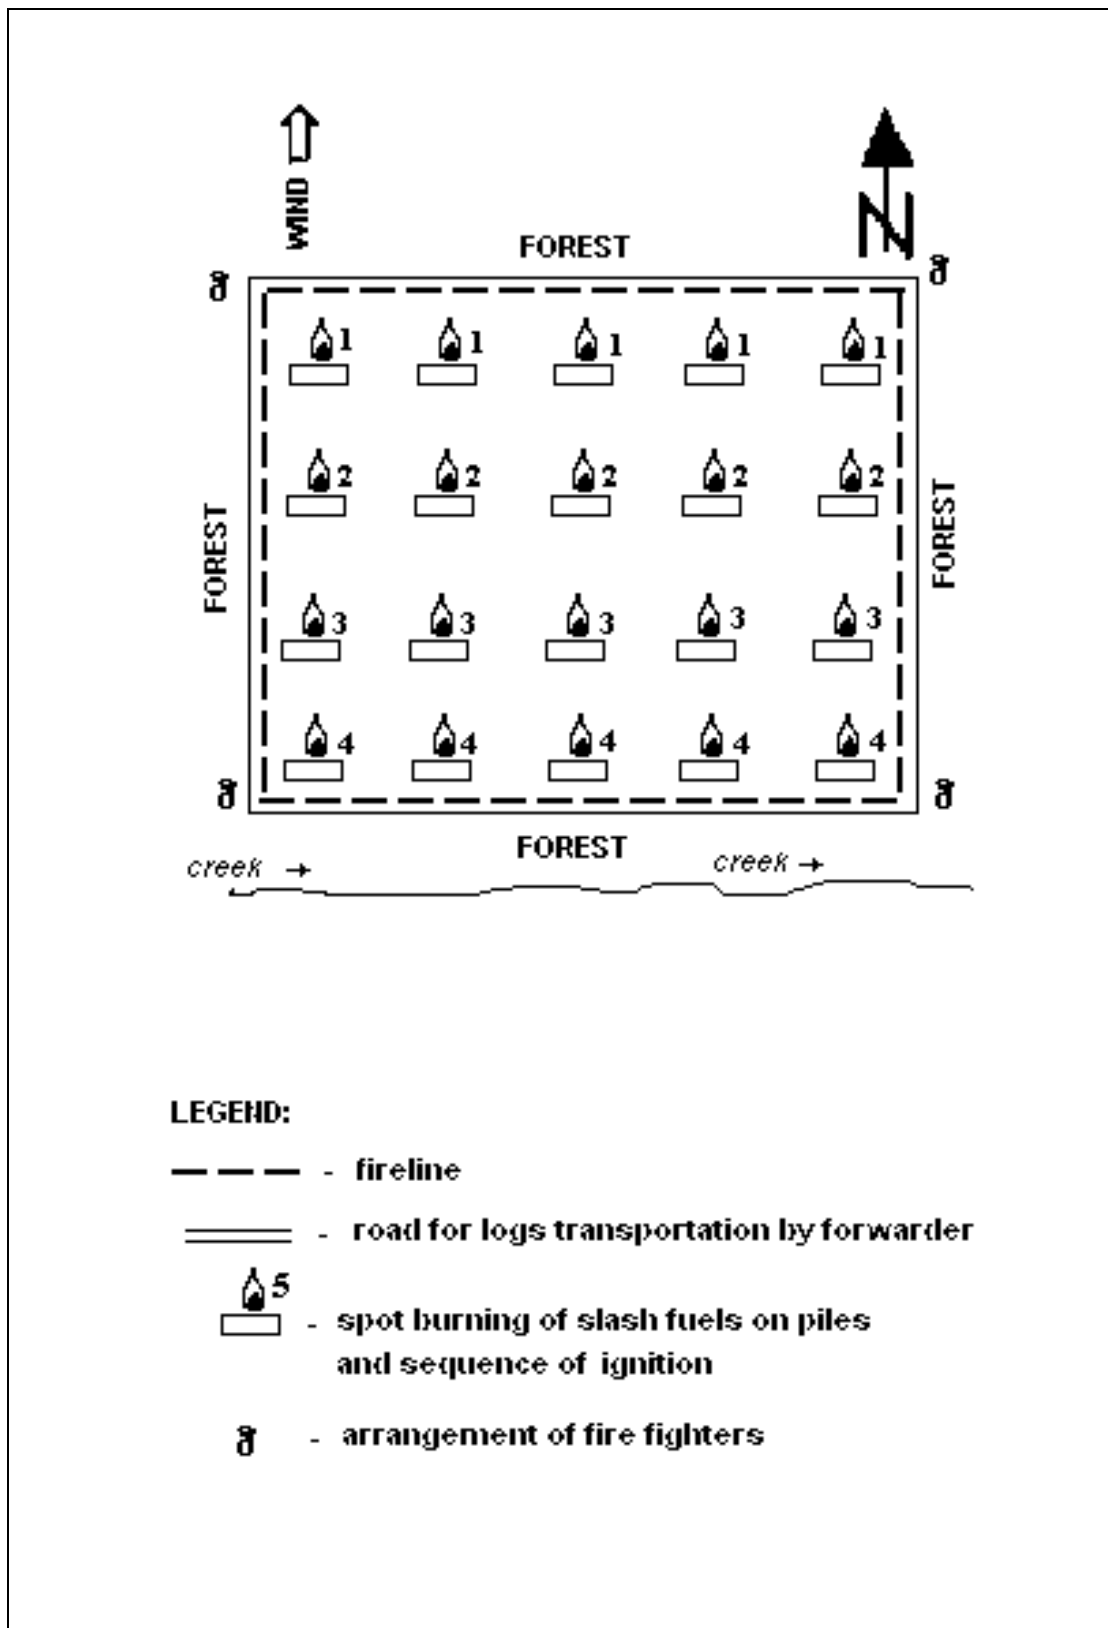 WIND
N
FOREST
1 1 1 1 1
2 2 2 2 2
FOREST
FOREST
3 3 3 3 3
4 4 4 4 4
FOREST
creek → creek →
LEGEND:
- fireline
- road for logs transportation by forwarder
5
- spot burning of slash fuels on piles
and sequence of ignition
- arrangement of fire fighters